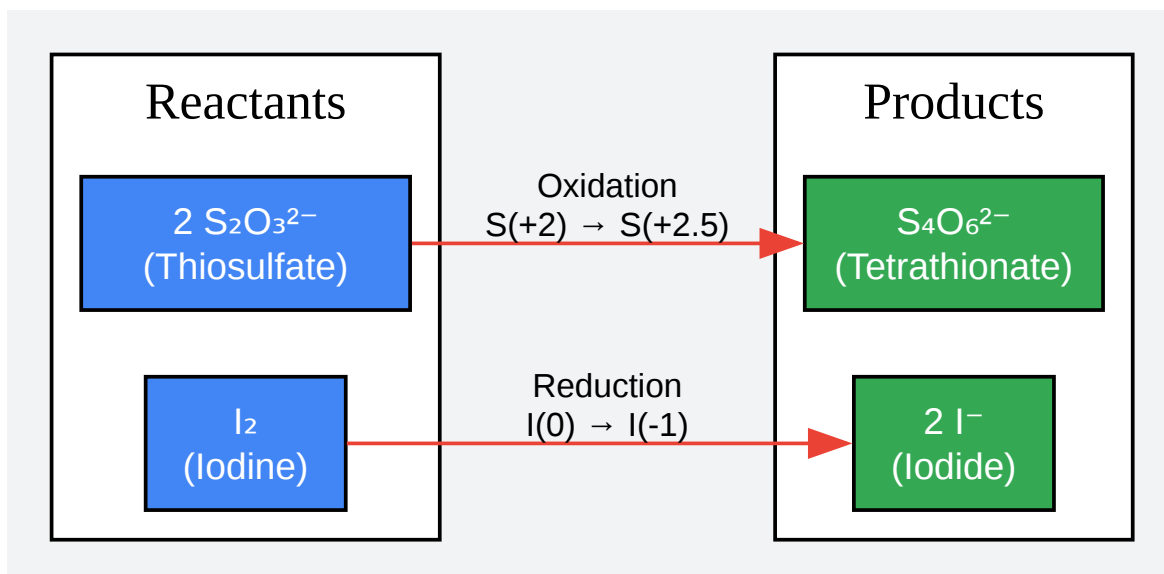 Reactants
Products
Oxidation
S(+2) → S(+2.5)
2 S₂O₃²⁻
(Thiosulfate)
S₄O₆²⁻
(Tetrathionate)
Reduction
I(0) → I(-1)
I₂
(Iodine)
2 I⁻
(Iodide)